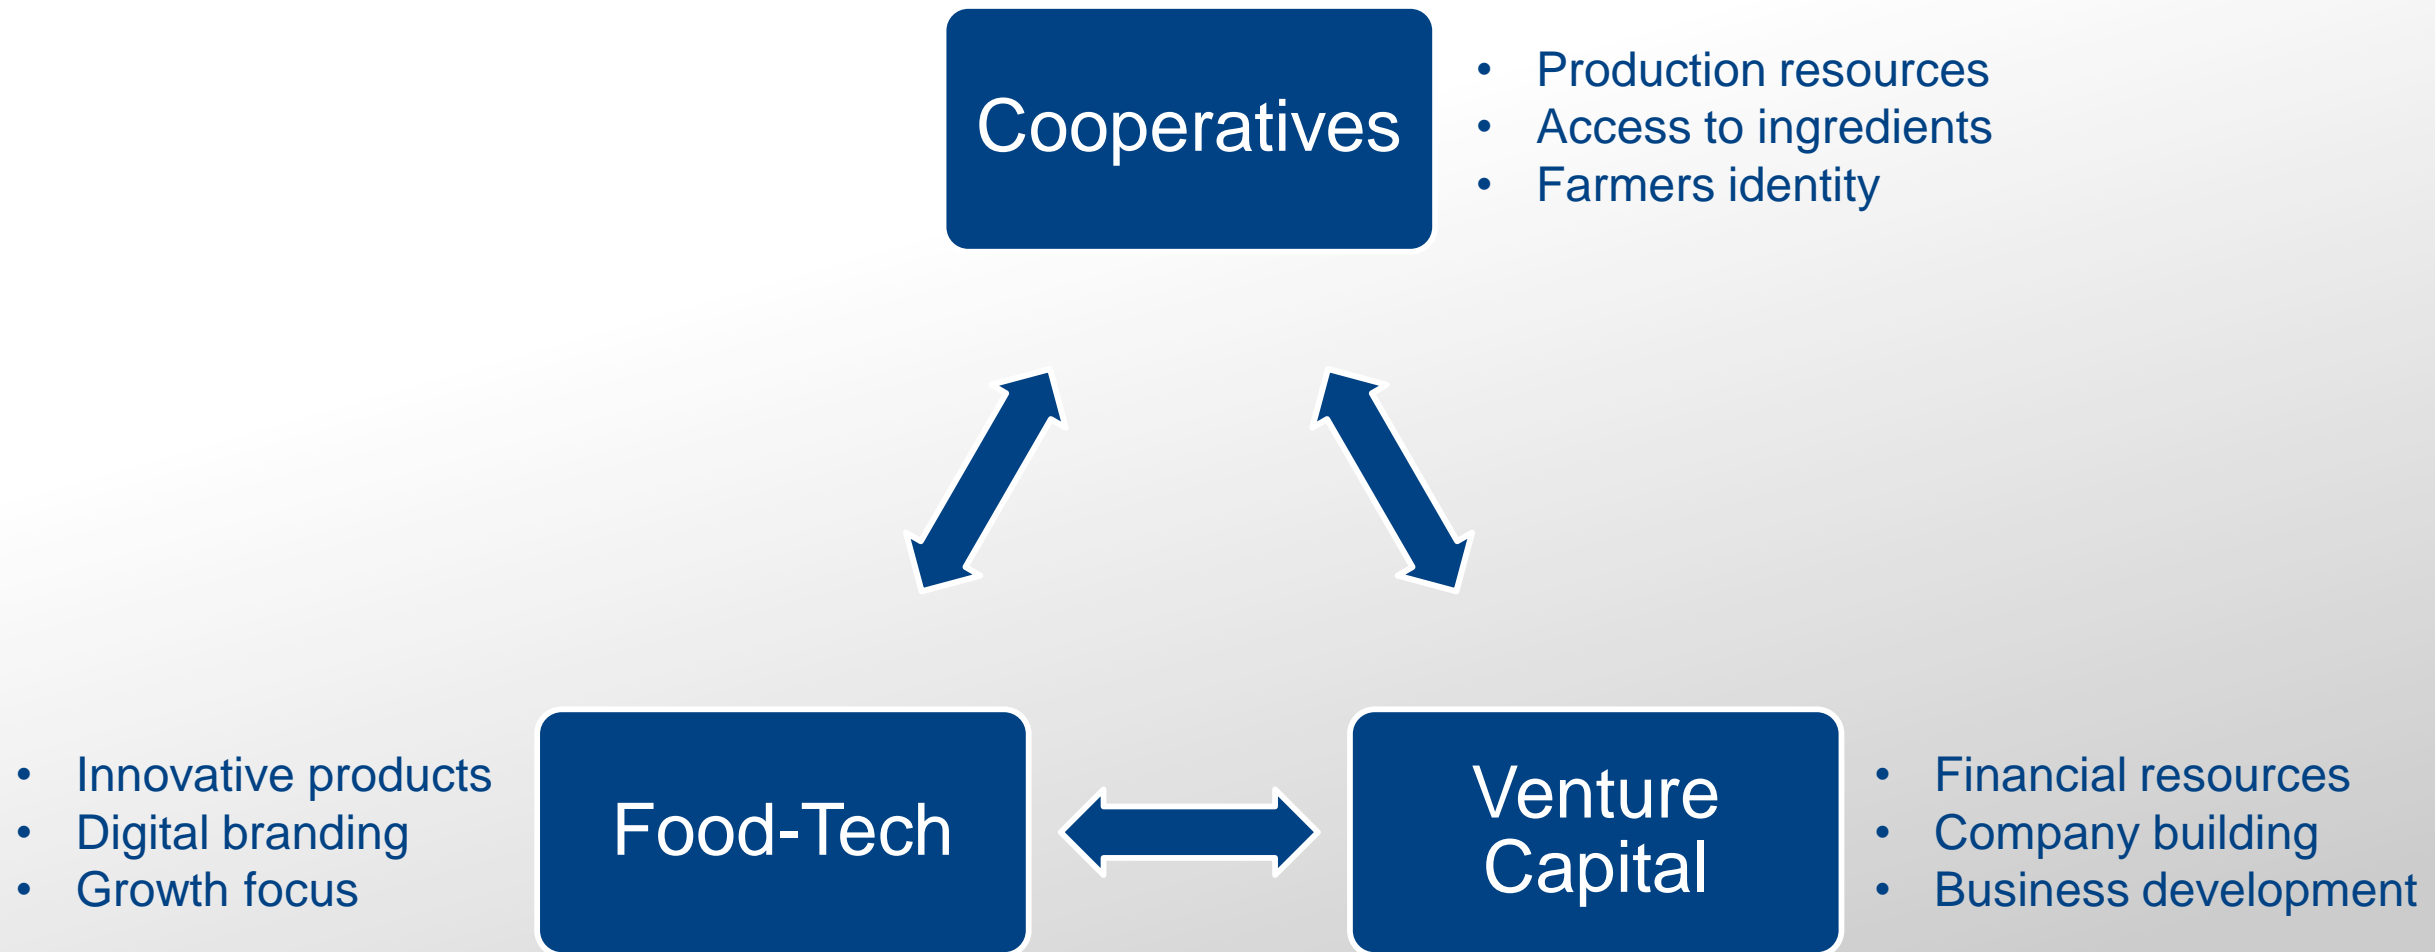 Cooperatives
• Production resources
• Access to ingredients
• Farmers identity
• Innovative products
• Digital branding
• Growth focus
Food-Tech
Venture
Capital
• Financial resources
• Company building
• Business development